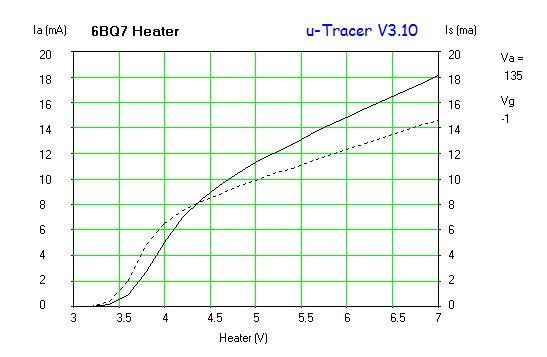 Ia (mA) 6BQ7 Heater u-Tracer V3.10 Is (ma)
20 20
Va =
18 18
135
16 16
Vg
14 14
-1
12 12
10 10
8 8
6 6
4 4
2 2
0 0
3 3.5 4 4.5 5 5.5 6 6.5 7
Heater (V)